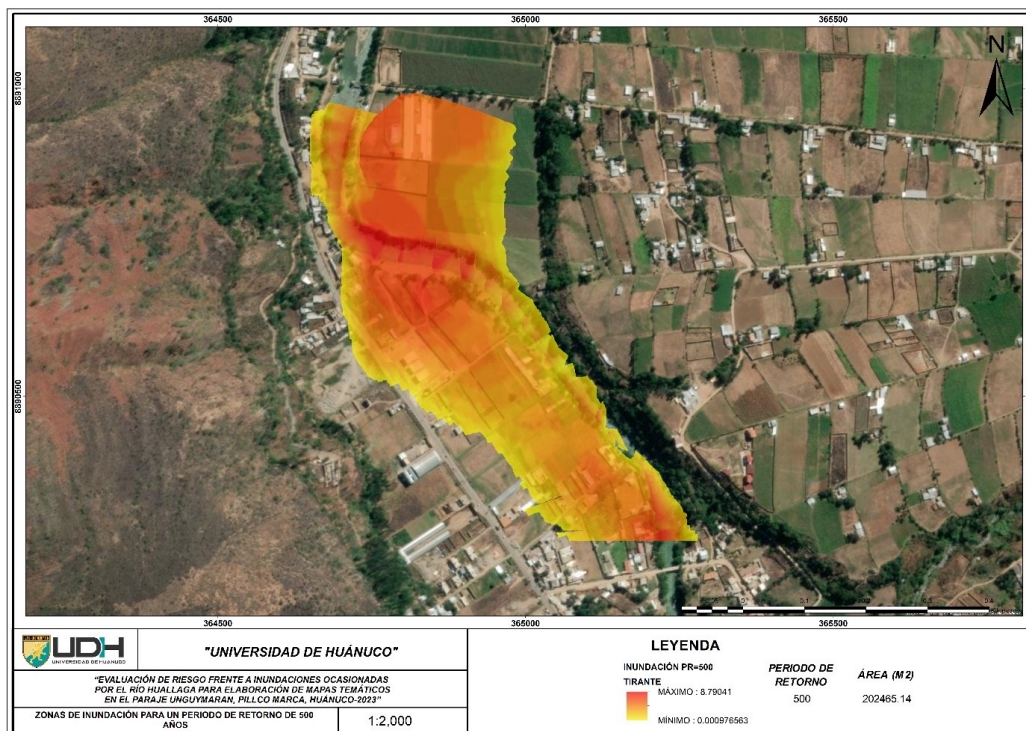 364500 365000 365500
8891000
8890500
N
364500 365000 365500
UDH
UNIVERSIDAD DE HUÁNUCO
"UNIVERSIDAD DE HUÁNUCO"
"EVALUACIÓN DE RIESGO FRENTE A INUNDACIONES OCASIONADAS
POR EL RÍO HUALLAGA PARA ELABORACIÓN DE MAPAS TEMÁTICOS
EN EL PARAJE UNGUYMARAN, PILLCO MARCA, HUÁNUCO-2023"
ZONAS DE INUNDACIÓN PARA UN PERIODO DE RETORNO DE 500
AÑOS
1:2,000
LEYENDA
INUNDACIÓN PR=500
TIRANTE
MÁXIMO : 8.79041
MÍNIMO : 0.000976563
PERIODO DE
RETORNO
500
ÁREA (M2)
202465.14